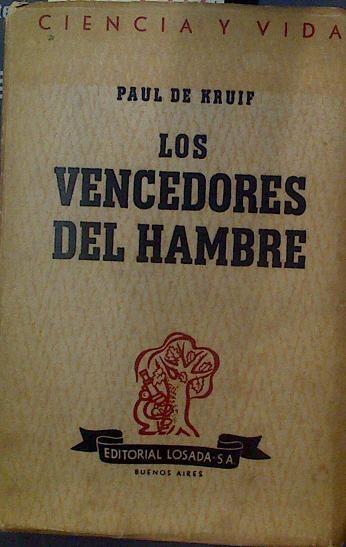 CIENCIA Y VIDA
PAUL DE KRUIF
LOS
VENCEDORES
DEL HAMBRE
EDITORIAL LOSADA·S.A.
BUENOS AIRES